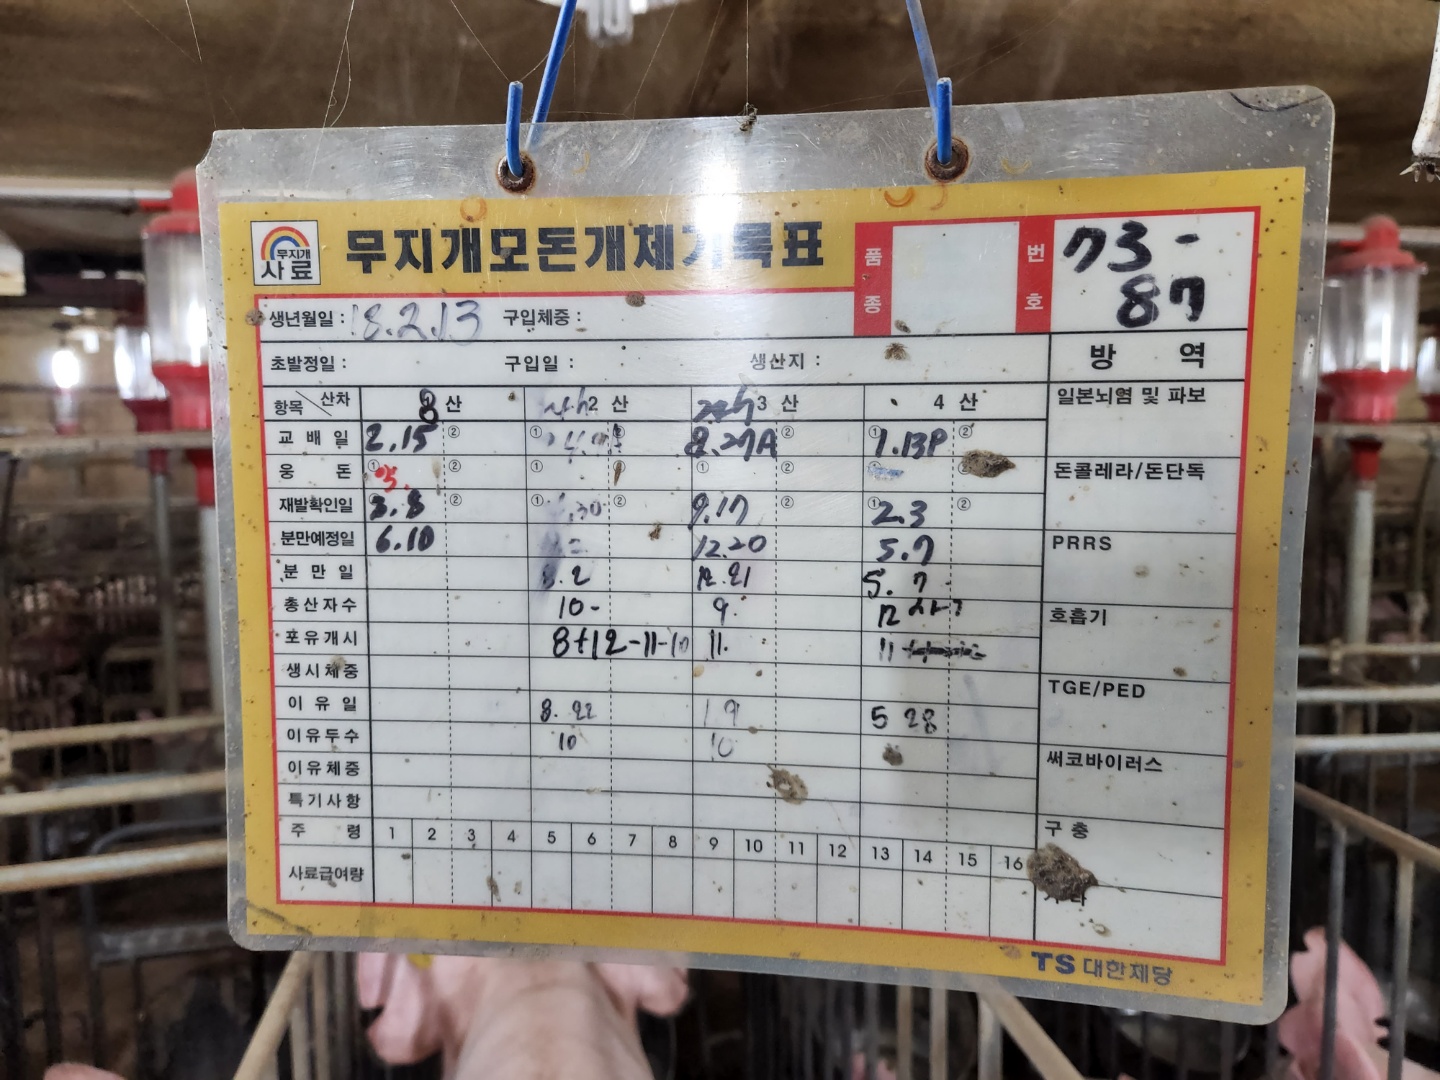 무지개
사료
무지개모돈개체기록표
품종
번호
73-
87
생년월일 : 18.2.13 구입체중 :
초발정일 : 구입일 : 생산지 :
방 역
항목 산차 8 산 2 산 3 산 4 산
일본뇌염 및 파보
교배일 2.15 ② ① ② 8.27A ② 1.13P ②
웅돈 ① ② ① ② ① ② ①
돈콜레라/돈단독
재발확인일 3.8 ② ① .30 ② 9.17 ② ① 2.3 ②
분만예정일 6.10 12.20 5.7
PRRS
분만일 8.2 12.21 5.7
총산자수 10- 9. 12
호흡기
포유개시 8+12-11-10 11. 11
생시체중
TGE/PED
이유일 8.22 1 9 5 28
이유두수 10 10
써코바이러스
이유체중
특기사항
구충
주령 1 2 3 4 5 6 7 8 9 10 11 12 13 14 15 16
사료급여량
TS 대한제당